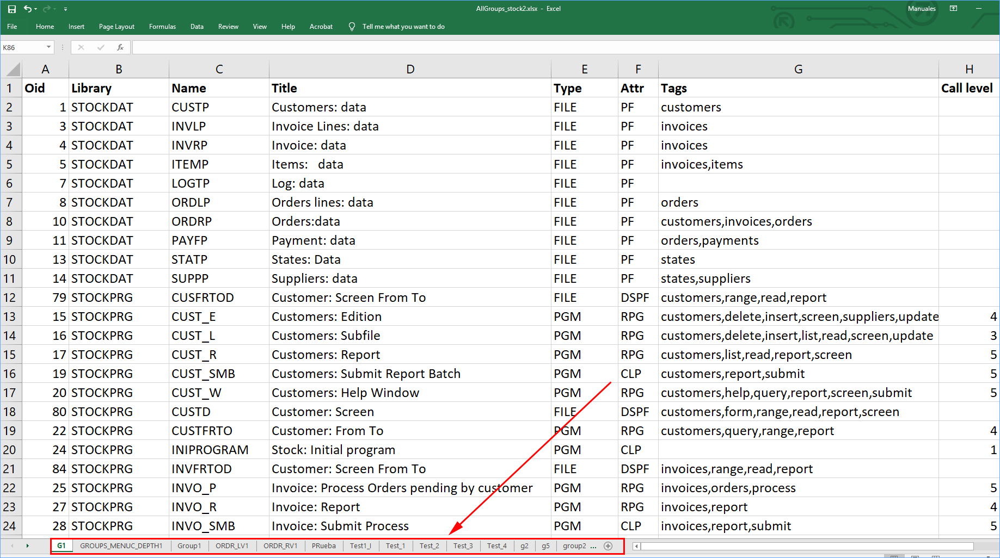 AllGroups_stock2.xlsx - Excel
Manuales
File Home Insert Page Layout Formulas Data Review View Help Acrobat Tell me what you want to do
K86 fx
A B C D E F G H
1 Oid Library Name Title Type Attr Tags Call level
2 1 STOCKDAT CUSTP Customers: data FILE PF customers
3 3 STOCKDAT INVLP Invoice Lines: data FILE PF invoices
4 4 STOCKDAT INVRP Invoice: data FILE PF invoices
5 5 STOCKDAT ITEMP Items:   data FILE PF invoices,items
6 7 STOCKDAT LOGTP Log: data FILE PF
7 8 STOCKDAT ORDLP Orders lines: data FILE PF orders
8 10 STOCKDAT ORDRP Orders:data FILE PF customers,invoices,orders
9 11 STOCKDAT PAYFP Payment: data FILE PF orders,payments
10 13 STOCKDAT STATP States: Data FILE PF states
11 14 STOCKDAT SUPPP Suppliers: data FILE PF states,suppliers
12 79 STOCKPRG CUSFRTOD Customer: Screen From To FILE DSPF customers,range,read,report
13 15 STOCKPRG CUST_E Customers: Edition PGM RPG customers,delete,insert,screen,suppliers,update 4
14 16 STOCKPRG CUST_L Customers: Subfile PGM RPG customers,delete,insert,list,read,screen,update 3
15 17 STOCKPRG CUST_R Customers: Report PGM RPG customers,list,read,report,screen 5
16 19 STOCKPRG CUST_SMB Customers: Submit Report Batch PGM CLP customers,report,submit 5
17 20 STOCKPRG CUST_W Customers: Help Window PGM RPG customers,help,query,report,screen,submit 5
18 80 STOCKPRG CUSTD Customer: Screen FILE DSPF customers,form,range,read,report,screen
19 22 STOCKPRG CUSTFRTO Customer: From To PGM RPG customers,query,range,report 4
20 24 STOCKPRG INIPROGRAM Stock: Initial program PGM CLP 1
21 84 STOCKPRG INVFRTOD Customer: Screen From To FILE DSPF invoices,range,read,report
22 25 STOCKPRG INVO_P Invoice: Process Orders pending by customer PGM RPG invoices,orders,process 5
23 27 STOCKPRG INVO_R Invoice: Report PGM RPG invoices,report 4
24 28 STOCKPRG INVO_SMB Invoice: Submit Process PGM CLP invoices,report,submit 5
G1 GROUPS_MENUC_DEPTH1 Group1 ORDR_LV1 ORDR_RV1 PRueba Test1_I Test_1 Test_2 Test_3 Test_4 g2 g5 group2 ...